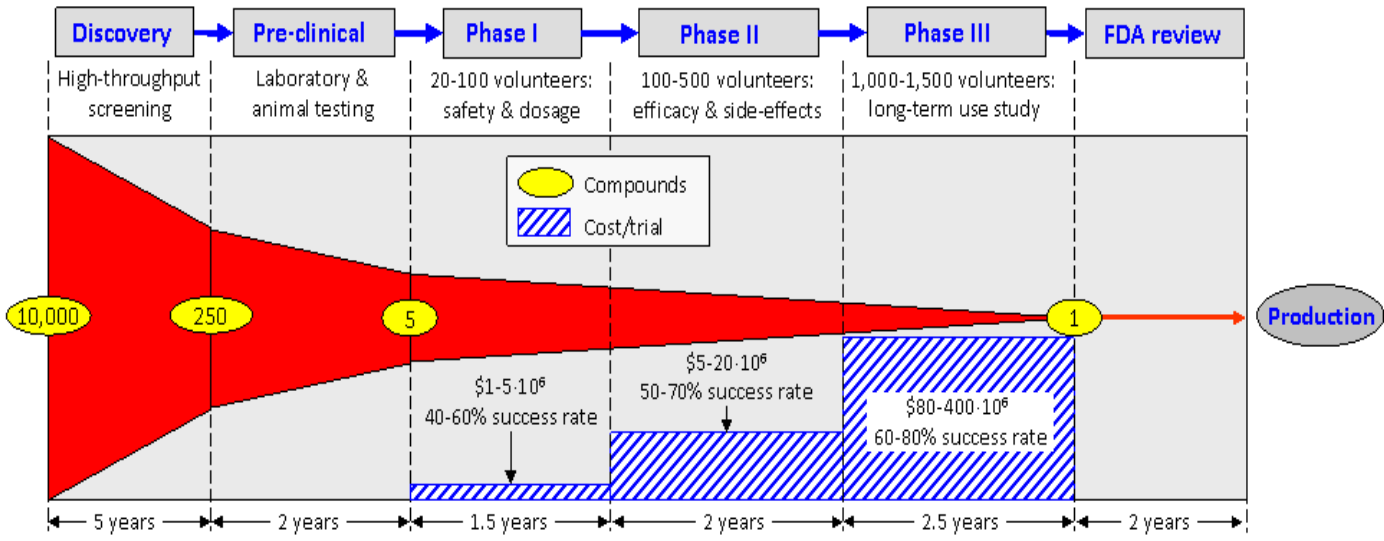 Discovery
Pre-clinical
Phase I
Phase II
Phase III
FDA review
High-throughput
screening
Laboratory &
animal testing
20-100 volunteers:
safety & dosage
100-500 volunteers:
efficacy & side-effects
1,000-1,500 volunteers:
long-term use study
Compounds
Cost/trial
10,000
250
5
1
Production
$1-5·10⁶
40-60% success rate
$5-20·10⁶
50-70% success rate
$80-400·10⁶
60-80% success rate
5 years
2 years
1.5 years
2 years
2.5 years
2 years